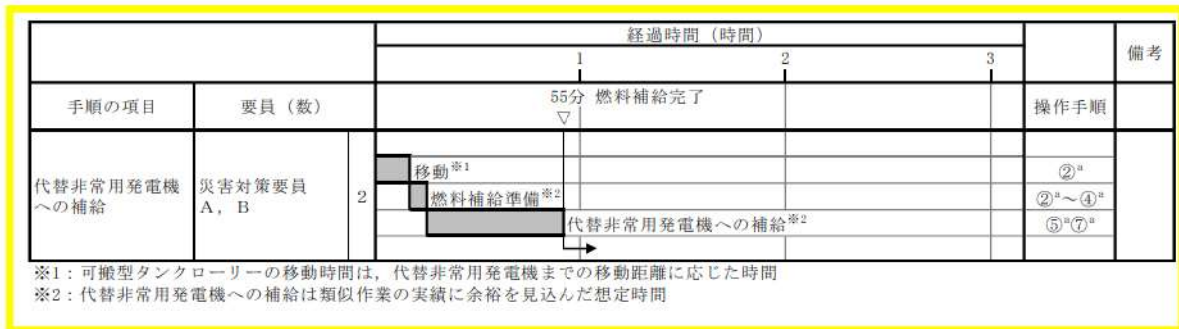 経過時間（時間）
1 2 3
備考
手順の項目 要員（数） 55分 燃料補給完了 操作手順
▽
移動※1 ②ª
代替非常用発電機 災害対策要員 2 燃料補給準備※2 ②ª～④ª
への補給 A，B
代替非常用発電機への補給※2 ⑤ª⑦ª
※1：可搬型タンクローリーの移動時間は，代替非常用発電機までの移動距離に応じた時間
※2：代替非常用発電機への補給は類似作業の実績に余裕を見込んだ想定時間